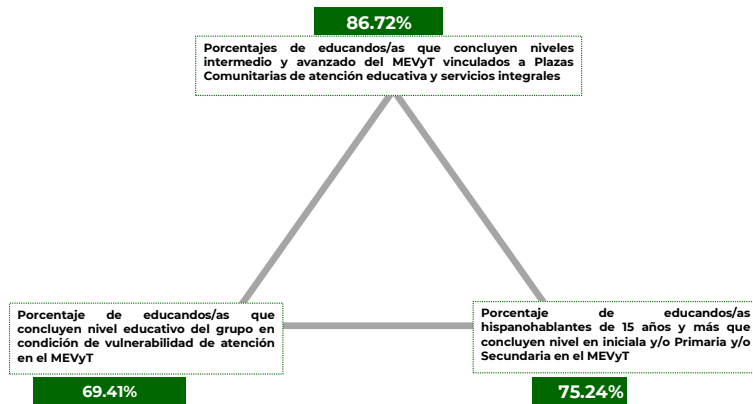 86.72%
Porcentajes de educandos/as que concluyen niveles
intermedio y avanzado del MEVyT vinculados a Plazas
Comunitarias de atención educativa y servicios integrales
Porcentaje de educandos/as que
concluyen nivel educativo del grupo en
condición de vulnerabilidad de atención
en el MEVyT
69.41%
Porcentaje de educandos/as
hispanohablantes de 15 años y más que
concluyen nivel en iniciala y/o Primaria y/o
Secundaria en el MEVyT
75.24%